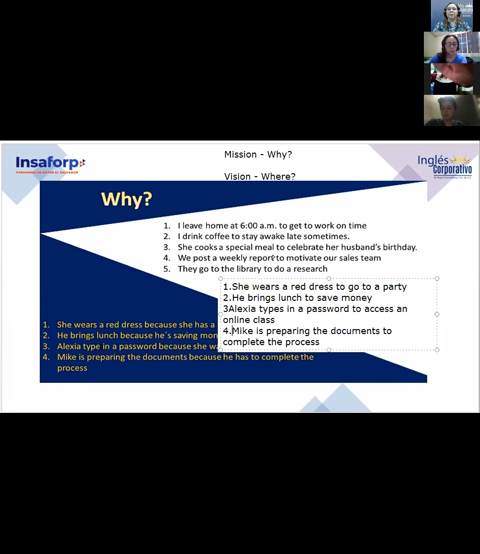 Mission - Why?
Insaforp
Inglés
Corporativo
Vision - Where?
Why?
1. I leave home at 6:00 a.m. to get to work on time
2. I drink coffee to stay awake late sometimes.
3. She cooks a special meal to celebrate her husband's birthday.
4. We post a weekly report to motivate our sales team
5. They go to the library to do a research
1.She wears a red dress to go to a party
2.He brings lunch to save money
3Alexia types in a password to access an
online class
4.Mike is preparing the documents to
complete the process
1. She wears a red dress because she has a
2. He brings lunch because he's saving mon
3. Alexia type in a password because she wa
4. Mike is preparing the documents because he has to complete the
process